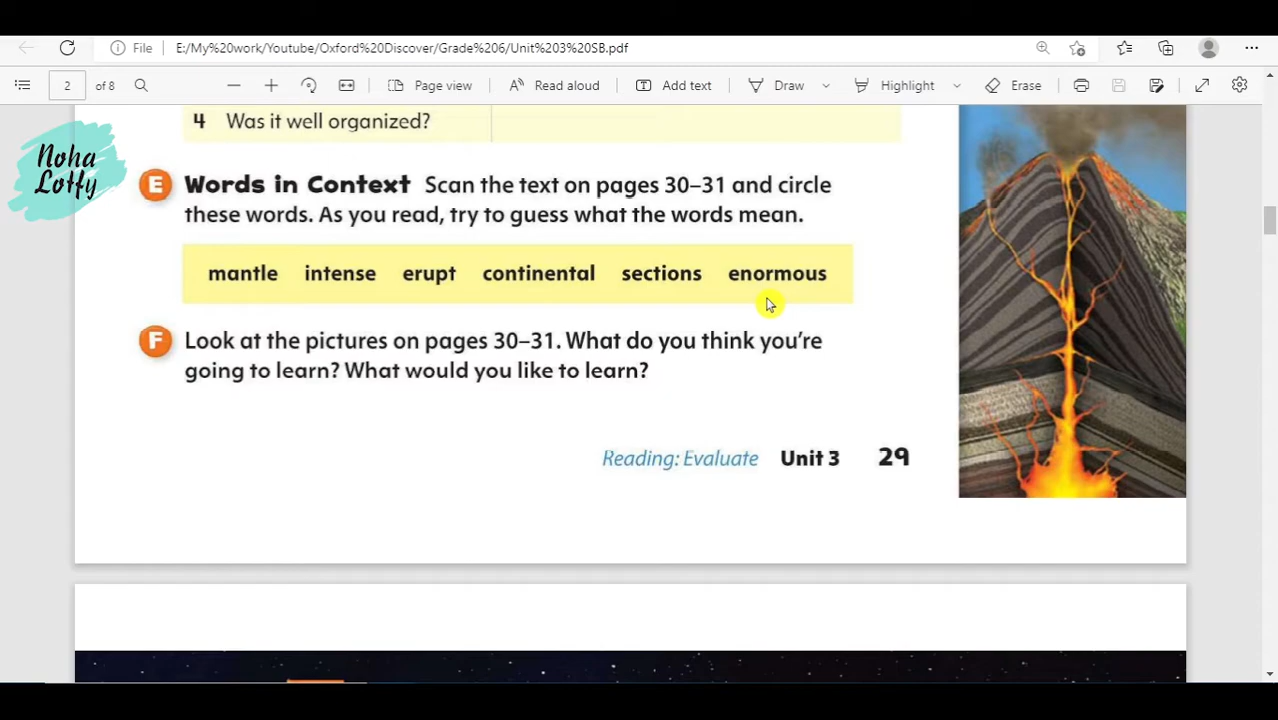 File E:/My%20work/Youtube/Oxford%20Discover/Grade%206/Unit%203%20SB.pdf
2 of 8 Page view Read aloud Add text Draw Highlight Erase
4 Was it well organized?
Noha
Lotfy
E Words in Context Scan the text on pages 30–31 and circle
these words. As you read, try to guess what the words mean.
mantle intense erupt continental sections enormous
F Look at the pictures on pages 30–31. What do you think you're
going to learn? What would you like to learn?
Reading: Evaluate Unit 3 29